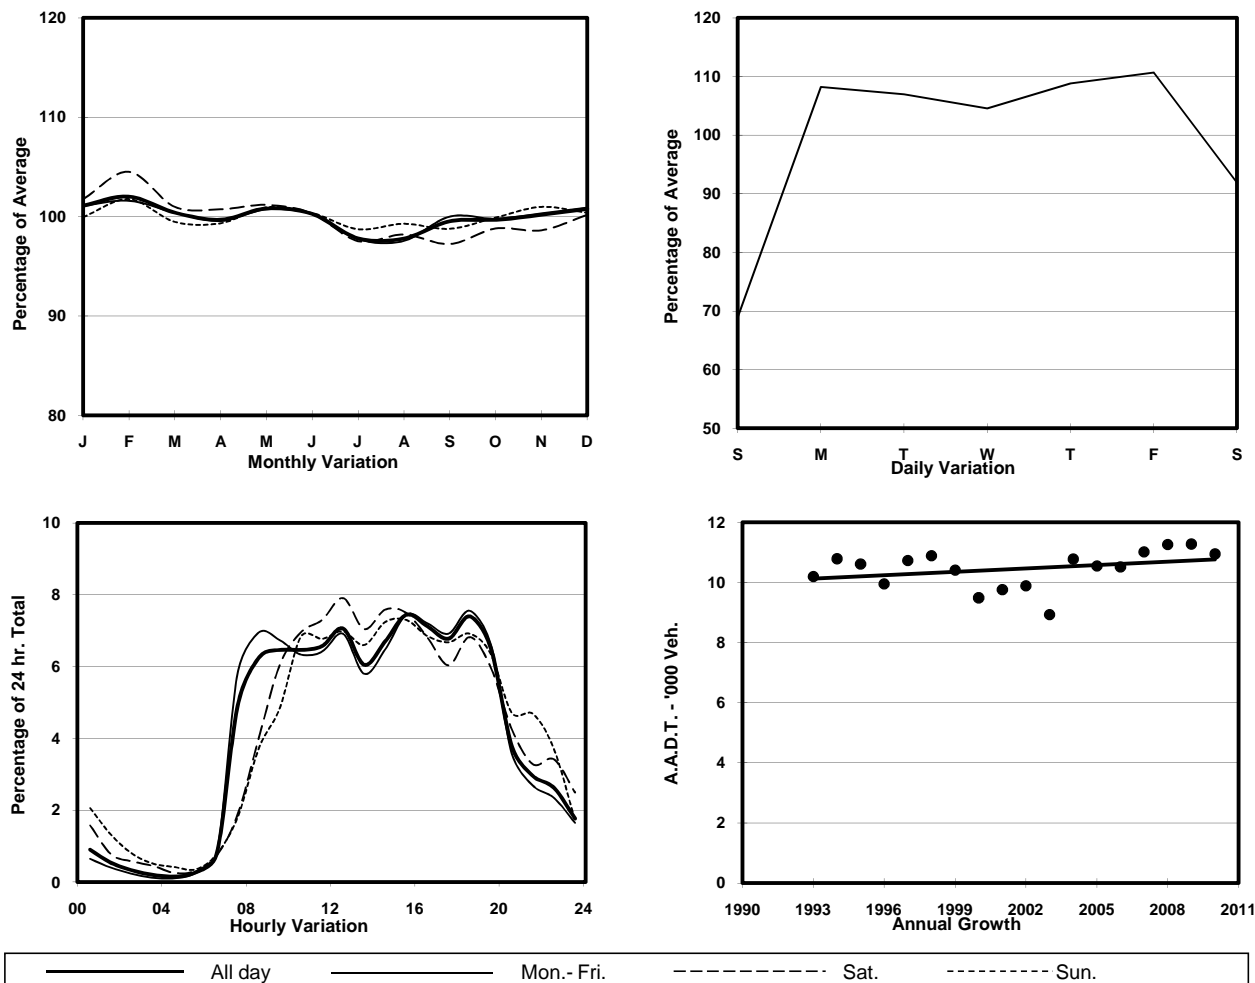 120
110
100
90
80
Percentage of Average
J F M A M J J A S O N D
Monthly Variation
120
110
100
90
80
70
60
50
Percentage of Average
S M T W T F S
Daily Variation
10
8
6
4
2
0
Percentage of 24 hr. Total
00 04 08 12 16 20 24
Hourly Variation
12
10
8
6
4
2
0
A.A.D.T. - '000 Veh.
1990 1993 1996 1999 2002 2005 2008 2011
Annual Growth
All day Mon.- Fri. Sat. Sun.